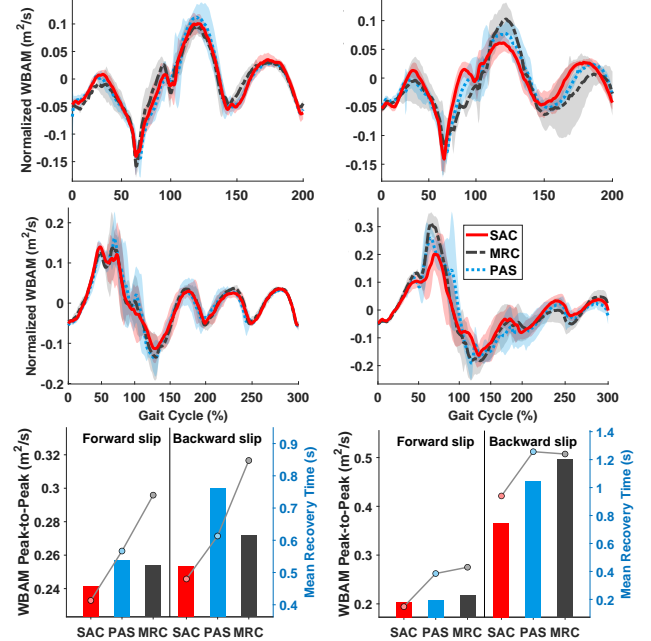 Normalized WBAM (m²/s)
0.1
0.05
0
-0.05
-0.1
-0.15
0 50 100 150 200
0.1
0.05
0
-0.05
-0.1
-0.15
0 50 100 150 200
Normalized WBAM (m²/s)
0.2
0.1
0
-0.1
-0.2
0 50 100 150 200 250 300
Gait Cycle (%)
0.3
0.2
0.1
0
-0.1
-0.2
0 50 100 150 200 250 300
Gait Cycle (%)
SAC
MRC
PAS
WBAM Peak-to-Peak (m²/s)
0.32
0.3
0.28
0.26
0.24
Forward slip
Backward slip
SAC PAS MRC SAC PAS MRC
0.9
0.8
0.7
0.6
0.5
0.4
Mean Recovery Time (s)
WBAM Peak-to-Peak (m²/s)
0.5
0.4
0.3
0.2
Forward slip
Backward slip
SAC PAS MRC SAC PAS MRC
1.4
1.2
1
0.8
0.6
0.4
0.2
Mean Recovery Time (s)